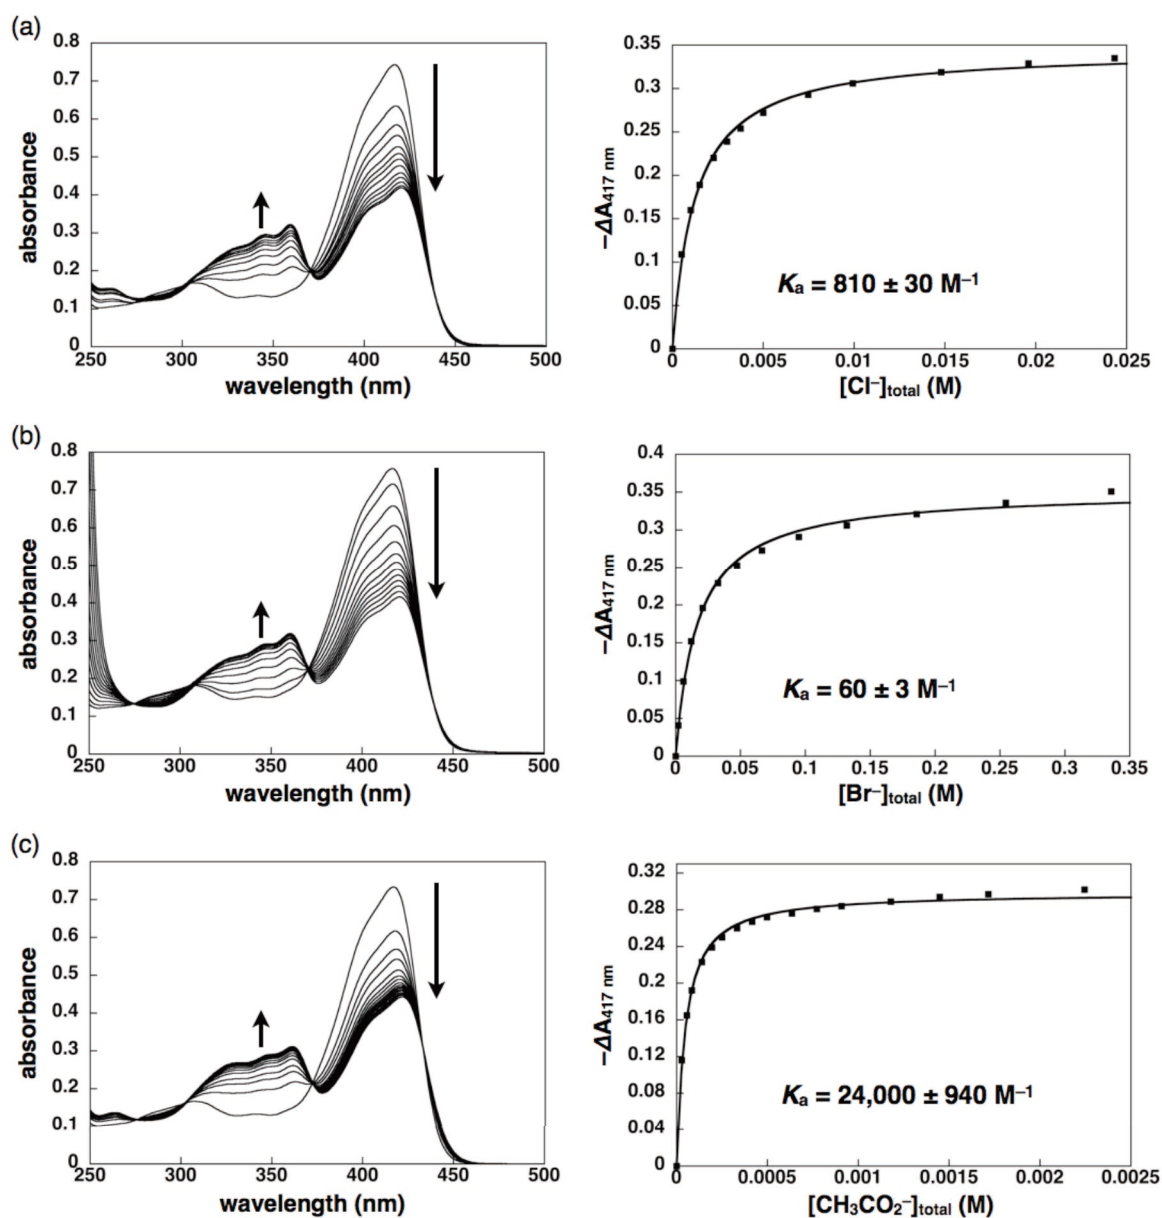 (a)
0.8
0.7
0.6
0.5
0.4
0.3
0.2
0.1
0
absorbance
250 300 350 400 450 500
wavelength (nm)
0.35
0.3
0.25
0.2
0.15
0.1
0.05
0
−ΔA417 nm
Ka = 810 ± 30 M–1
0 0.005 0.01 0.015 0.02 0.025
[Cl–]total (M)
(b)
0.8
0.7
0.6
0.5
0.4
0.3
0.2
0.1
0
absorbance
250 300 350 400 450 500
wavelength (nm)
0.4
0.35
0.3
0.25
0.2
0.15
0.1
0.05
0
−ΔA417 nm
Ka = 60 ± 3 M–1
0 0.05 0.1 0.15 0.2 0.25 0.3 0.35
[Br–]total (M)
(c)
0.8
0.7
0.6
0.5
0.4
0.3
0.2
0.1
0
absorbance
250 300 350 400 450 500
wavelength (nm)
0.32
0.28
0.24
0.2
0.16
0.12
0.08
0.04
0
−ΔA417 nm
Ka = 24,000 ± 940 M–1
0 0.0005 0.001 0.0015 0.002 0.0025
[CH3CO2–]total (M)